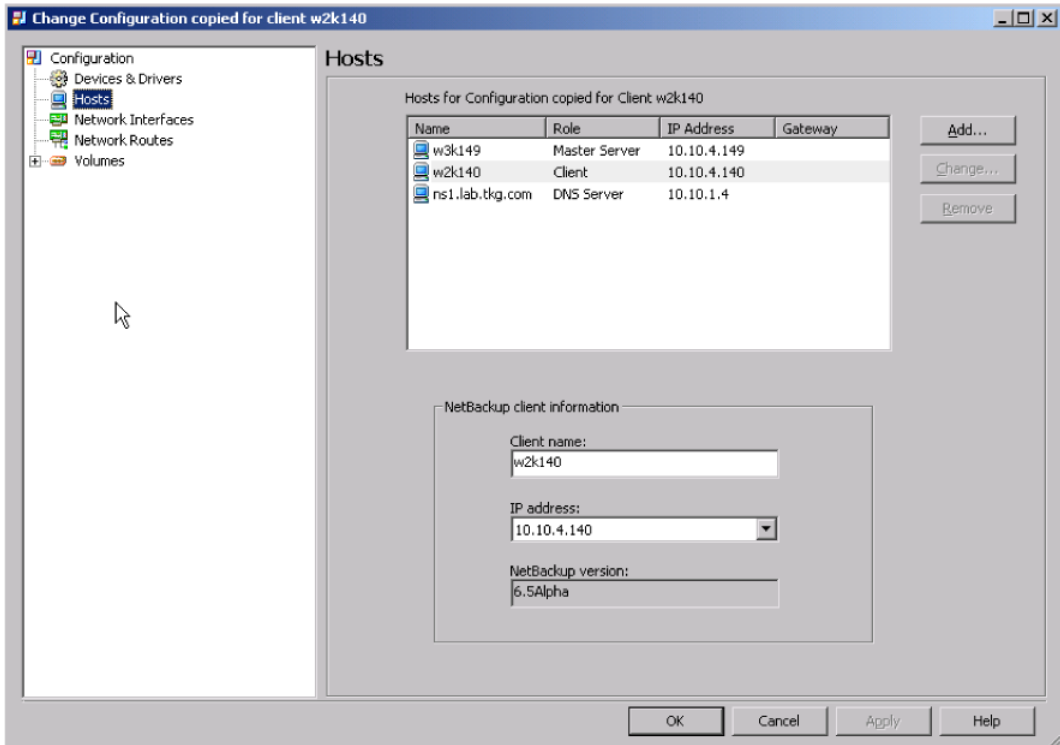 Change Configuration copied for client w2k140
Configuration
Devices & Drivers
Hosts
Network Interfaces
Network Routes
Volumes
Hosts
Hosts for Configuration copied for Client w2k140
Name Role IP Address Gateway
w3k149 Master Server 10.10.4.149
w2k140 Client 10.10.4.140
ns1.lab.tkg.com DNS Server 10.10.1.4
Add...
Change...
Remove
NetBackup client information
Client name:
w2k140
IP address:
10.10.4.140
NetBackup version:
6.5Alpha
OK Cancel Apply Help